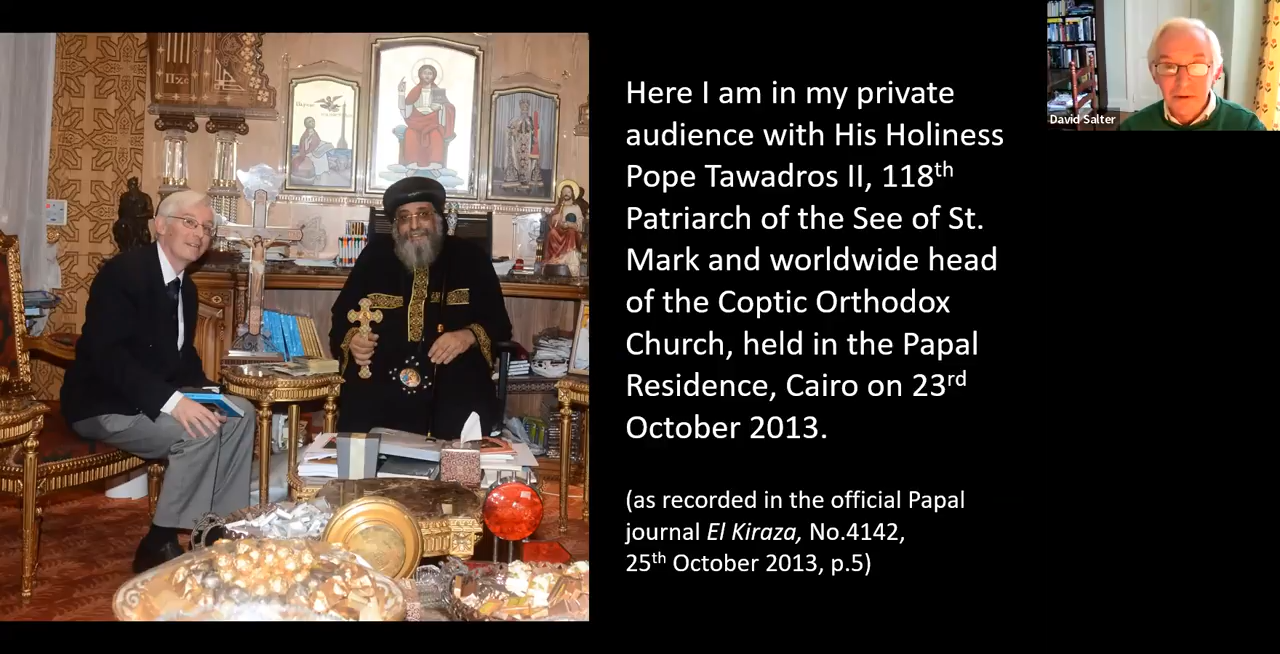 Here I am in my private
audience with His Holiness
Pope Tawadros II, 118th
Patriarch of the See of St.
Mark and worldwide head
of the Coptic Orthodox
Church, held in the Papal
Residence, Cairo on 23rd
October 2013.
(as recorded in the official Papal
journal El Kiraza, No.4142,
25th October 2013, p.5)
David Salter